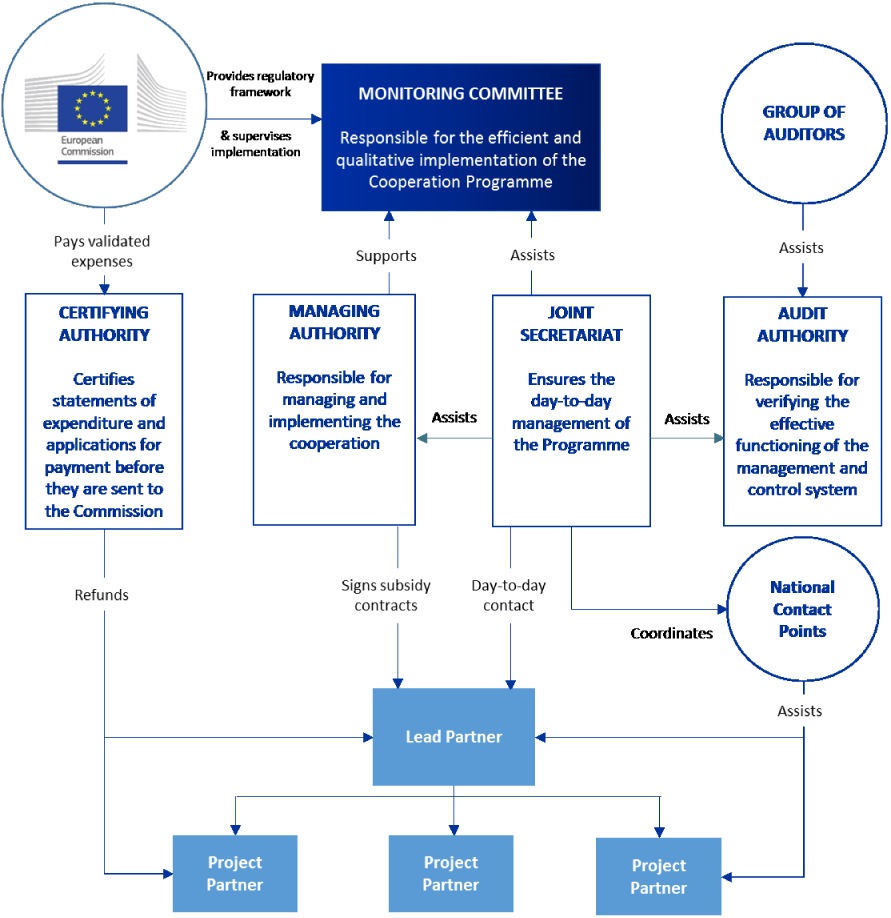 European
Commission
Provides regulatory
framework
& supervises
implementation
MONITORING COMMITTEE
Responsible for the efficient and
qualitative implementation of the
Cooperation Programme
GROUP OF
AUDITORS
Pays validated
expenses
Supports
Assists
Assists
CERTIFYING
AUTHORITY
Certifies
statements of
expenditure and
applications for
payment before
they are sent to
the Commission
MANAGING
AUTHORITY
Responsible for
managing and
implementing the
cooperation
Assists
JOINT
SECRETARIAT
Ensures the
day-to-day
management of
the Programme
Assists
AUDIT
AUTHORITY
Responsible for
verifying the
effective
functioning of the
management and
control system
Refunds
Signs subsidy
contracts
Day-to-day
contact
Coordinates
National
Contact
Points
Assists
Lead Partner
Project
Partner
Project
Partner
Project
Partner